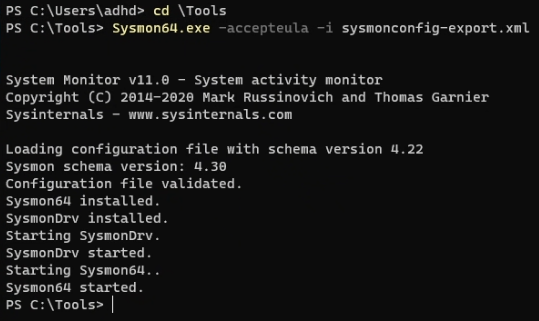 PS C:\Users\adhd> cd \Tools
PS C:\Tools> Sysmon64.exe -accepteula -i sysmonconfig-export.xml
System Monitor v11.0 - System activity monitor
Copyright (C) 2014-2020 Mark Russinovich and Thomas Garnier
Sysinternals - www.sysinternals.com
Loading configuration file with schema version 4.22
Sysmon schema version: 4.30
Configuration file validated.
Sysmon64 installed.
SysmonDrv installed.
Starting SysmonDrv.
SysmonDrv started.
Starting Sysmon64..
Sysmon64 started.
PS C:\Tools>